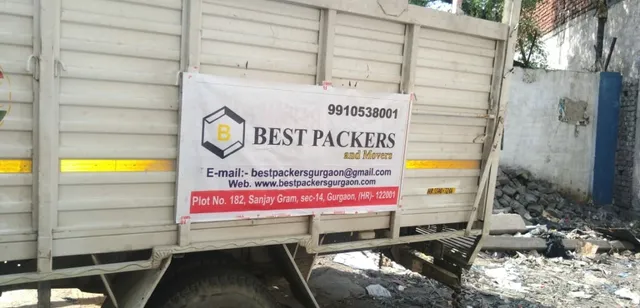 9910538001
B
BEST PACKERS
and Movers
E-mail:- bestpackersgurgaon@gmail.com
Web. www.bestpackersgurgaon.com
Plot No. 182, Sanjay Gram, sec-14, Gurgaon, (HR)- 122001